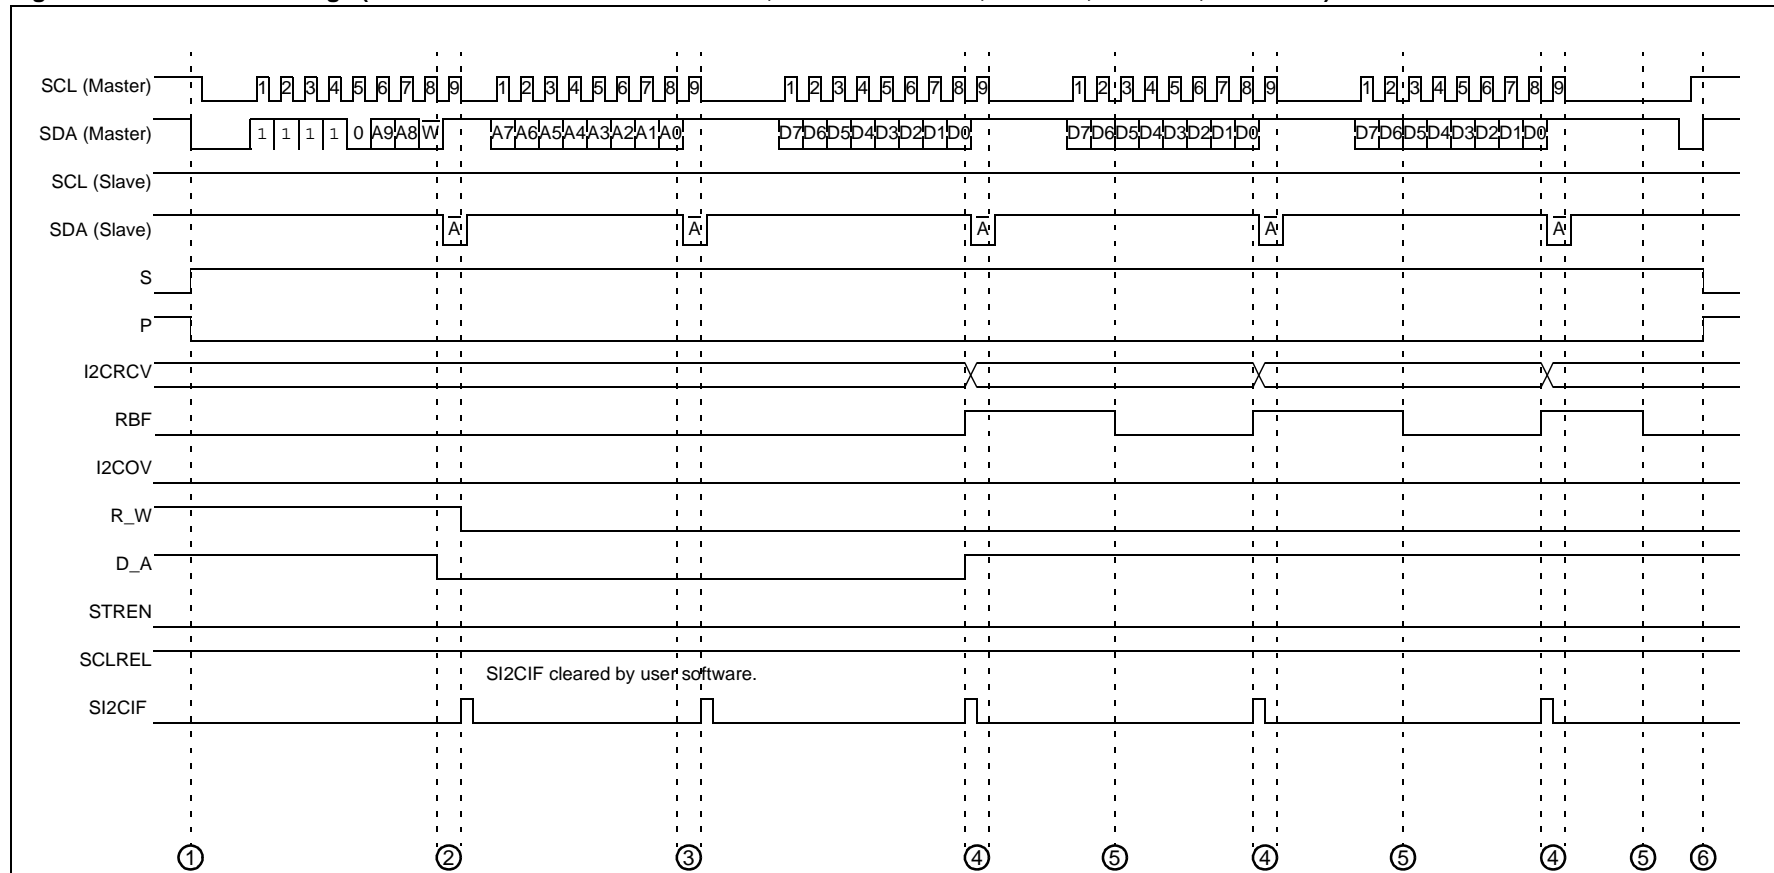 SCL (Master) 1 2 3 4 5 6 7 8 9 1 2 3 4 5 6 7 8 9 1 2 3 4 5 6 7 8 9 1 2 3 4 5 6 7 8 9 1 2 3 4 5 6 7 8 9
SDA (Master) 1 1 1 1 0 A9 A8 W A7 A6 A5 A4 A3 A2 A1 A0 D7 D6 D5 D4 D3 D2 D1 D0 D7 D6 D5 D4 D3 D2 D1 D0 D7 D6 D5 D4 D3 D2 D1 D0
SCL (Slave)
SDA (Slave) A A A A A
S
P
I2CRCV
RBF
I2COV
R_W
D_A
STREN
SCLREL
SI2CIF cleared by user software.
SI2CIF
1 2 3 4 5 4 5 4 5 6